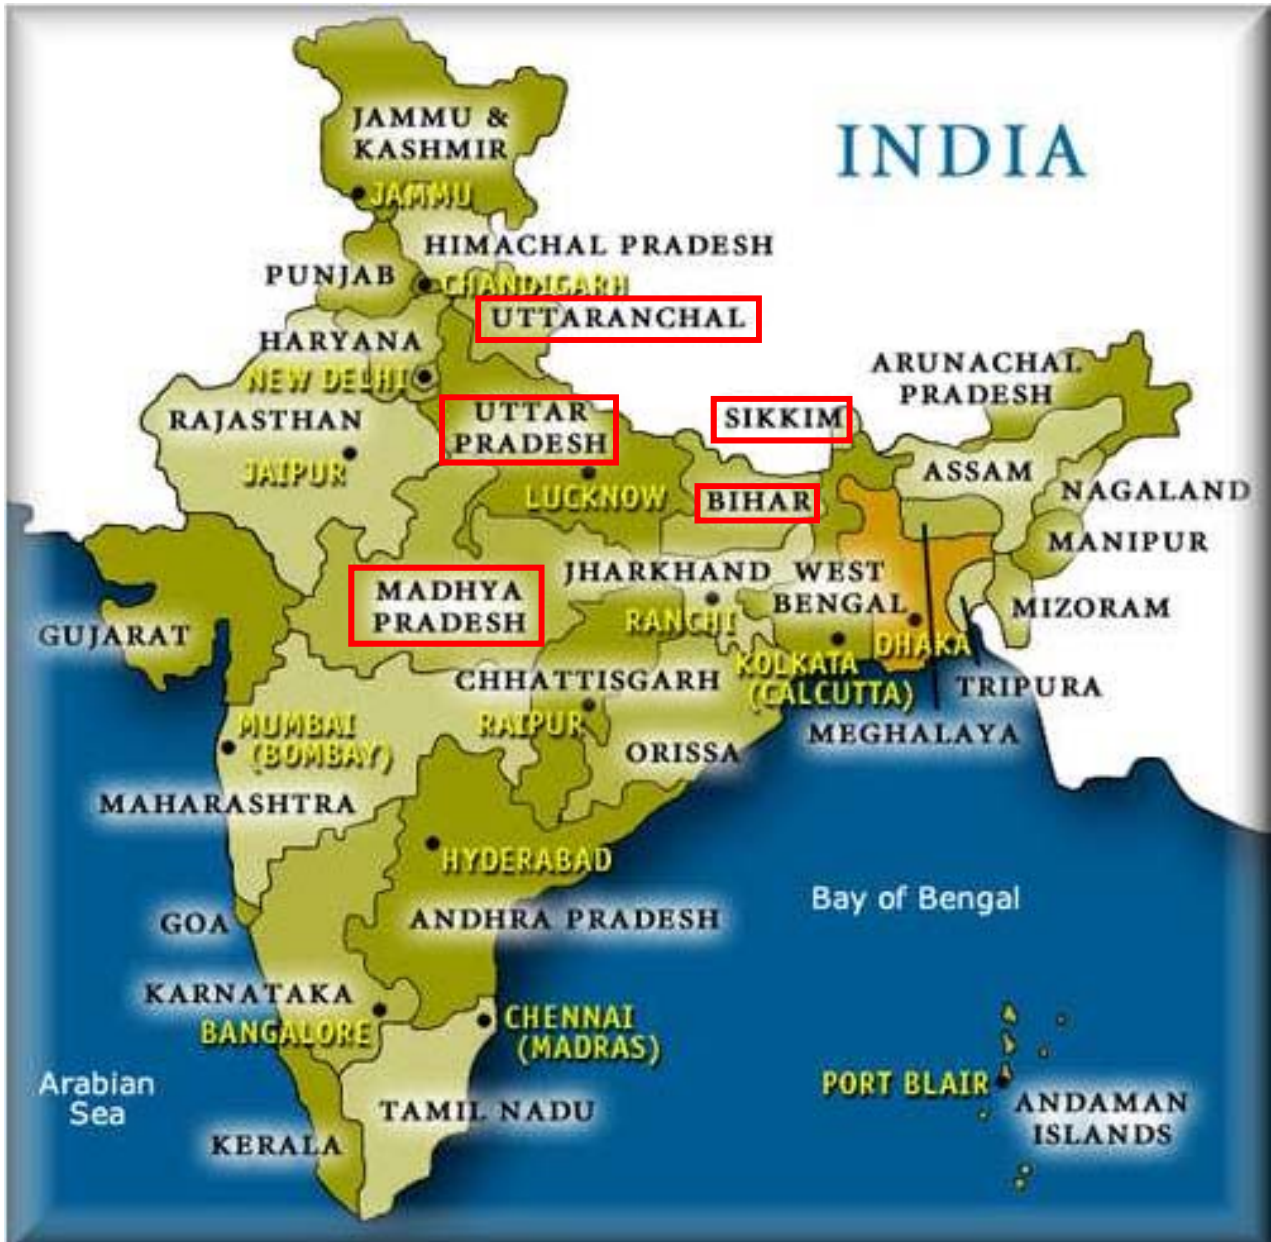 INDIA
JAMMU &
KASHMIR
JAMMU
HIMACHAL PRADESH
PUNJAB
CHANDIGARH
UTTARANCHAL
HARYANA
NEW DELHI
ARUNACHAL
PRADESH
RAJASTHAN
UTTAR
PRADESH
SIKKIM
JAIPUR
LUCKNOW
BIHAR
ASSAM
NAGALAND
MANIPUR
MADHYA
PRADESH
JHARKHAND
WEST
BENGAL
MIZORAM
GUJARAT
RANCHI
DHAKA
KOLKATA
(CALCUTTA)
CHHATTISGARH
TRIPURA
MUMBAI
(BOMBAY)
RAIPUR
ORISSA
MEGHALAYA
MAHARASHTRA
HYDERABAD
Bay of Bengal
GOA
ANDHRA PRADESH
KARNATAKA
BANGALORE
CHENNAI
(MADRAS)
Arabian
Sea
PORT BLAIR
ANDAMAN
ISLANDS
TAMIL NADU
KERALA